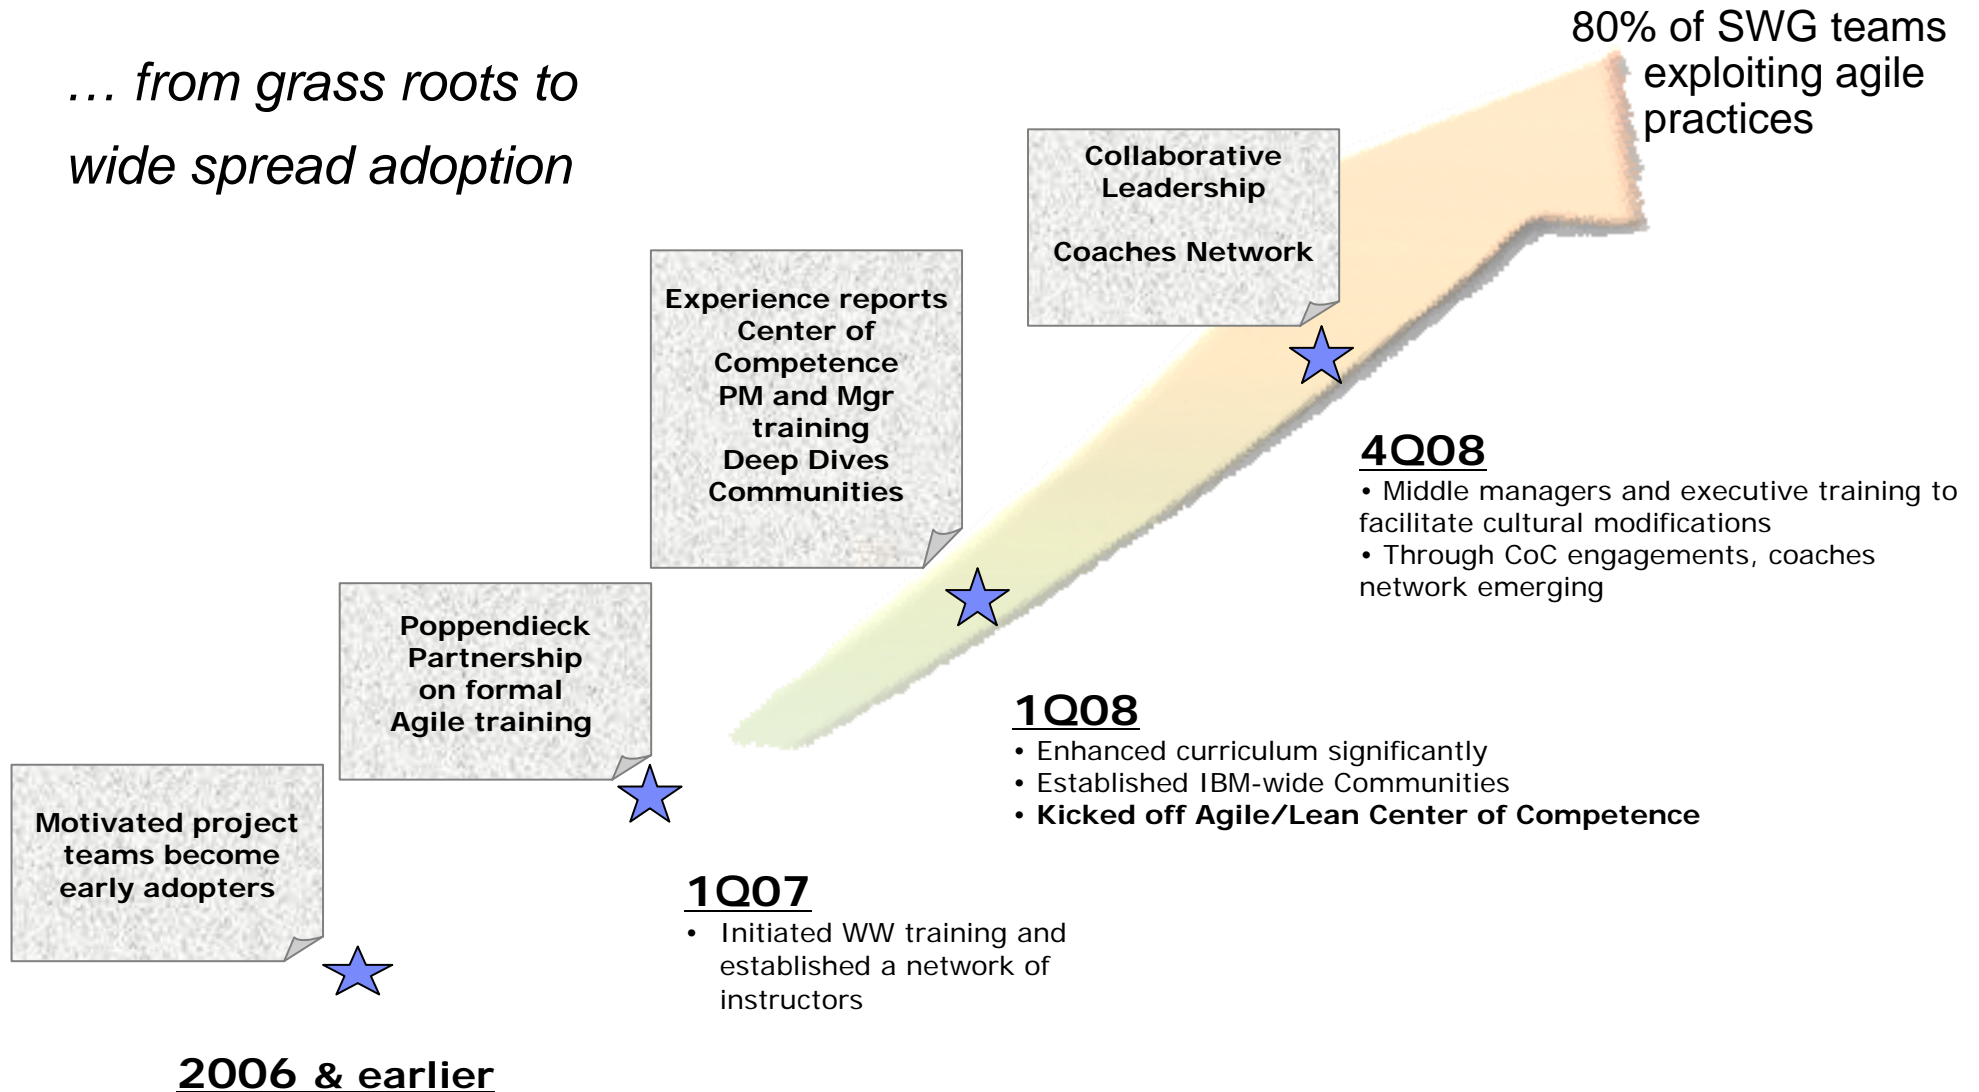 … from grass roots to
wide spread adoption
80% of SWG teams
exploiting agile
practices
Collaborative
Leadership
Coaches Network
Experience reports
Center of
Competence
PM and Mgr
training
Deep Dives
Communities
Poppendieck
Partnership
on formal
Agile training
Motivated project
teams become
early adopters
4Q08
• Middle managers and executive training to
facilitate cultural modifications
• Through CoC engagements, coaches
network emerging
1Q08
• Enhanced curriculum significantly
• Established IBM-wide Communities
• Kicked off Agile/Lean Center of Competence
1Q07
• Initiated WW training and
established a network of
instructors
2006 & earlier